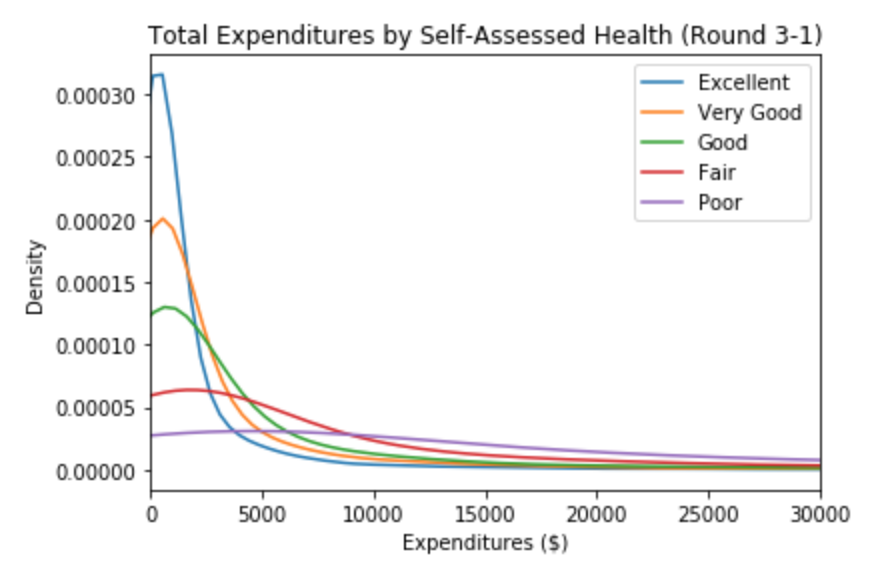 Total Expenditures by Self-Assessed Health (Round 3-1)
Excellent
Very Good
Good
Fair
Poor
0.00030
0.00025
0.00020
0.00015
0.00010
0.00005
0.00000
Density
0 5000 10000 15000 20000 25000 30000
Expenditures ($)